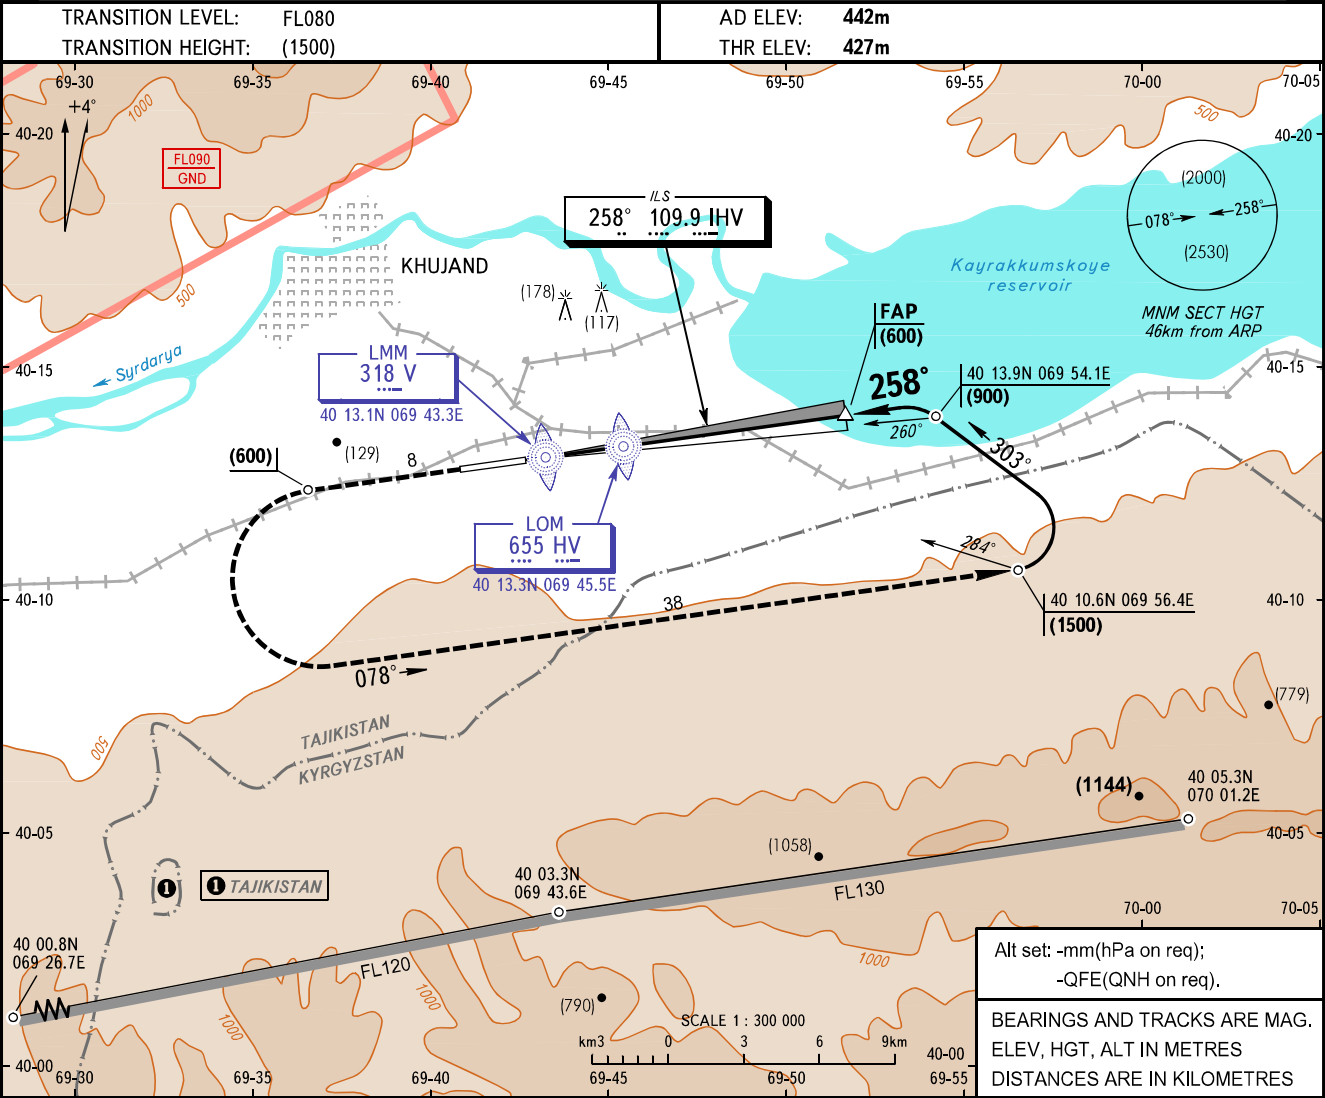 TRANSITION LEVEL: FL080
TRANSITION HEIGHT: (1500)
AD ELEV: 442m
THR ELEV: 427m
69-30 69-35 69-40 69-45 69-50 69-55 70-00 70-05
+4°
1000
500
40-20 40-20
FL090
GND
(2000)
078° 258°
(2530)
MNM SECT HGT
46km from ARP
ILS
258° 109.9 IHV
KHUJAND
Kayrakkumskoye
reservoir
500
(178)
(117)
FAP
(600)
Syrdarya
40-15 40-15
LMM
318 V
40 13.1N 069 43.3E
258°
40 13.9N 069 54.1E
(900)
260°
303°
(129)
(600)
8
LOM
655 HV
40 13.3N 069 45.5E
284°
40-10 40-10
38
40 10.6N 069 56.4E
(1500)
078°
(779)
TAJIKISTAN
KYRGYZSTAN
500
(1144)
40 05.3N
070 01.2E
40-05 40-05
(1058)
1
1 TAJIKISTAN
40 03.3N
069 43.6E
FL130
70-00 70-05
40 00.8N
069 26.7E
FL120
1000
1000
1000
(790)
SCALE 1 : 300 000
km3 0 3 6 9km
40-00 40-00
69-30 69-35 69-40 69-45 69-50 69-55
Alt set: -mm(hPa on req);
-QFE(QNH on req).
BEARINGS AND TRACKS ARE MAG.
ELEV, HGT, ALT IN METRES
DISTANCES ARE IN KILOMETRES